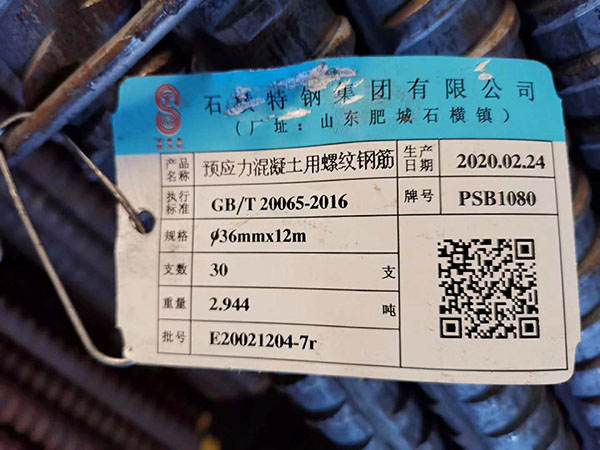 石横特钢集团有限公司
(厂址：山东肥城石横镇)
产品名称 预应力混凝土用螺纹钢筋 生产日期 2020.02.24
执行标准 GB/T 20065-2016 牌号 PSB1080
规格 φ36mmx12m
支数 30 支
重量 2.944 吨
批号 E20021204-7r